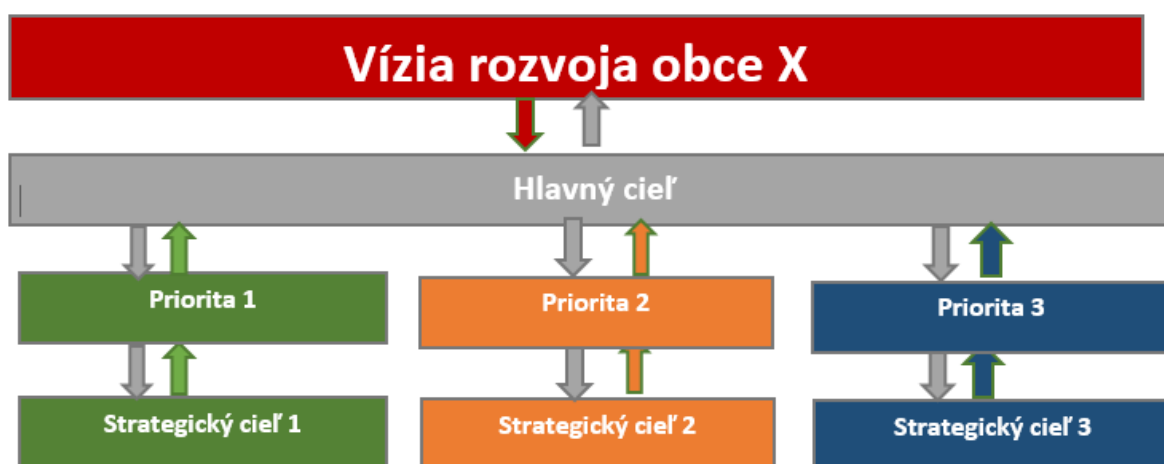 Vízia rozvoja obce X
Hlavný cieľ
Priorita 1
Priorita 2
Priorita 3
Strategický cieľ 1
Strategický cieľ 2
Strategický cieľ 3